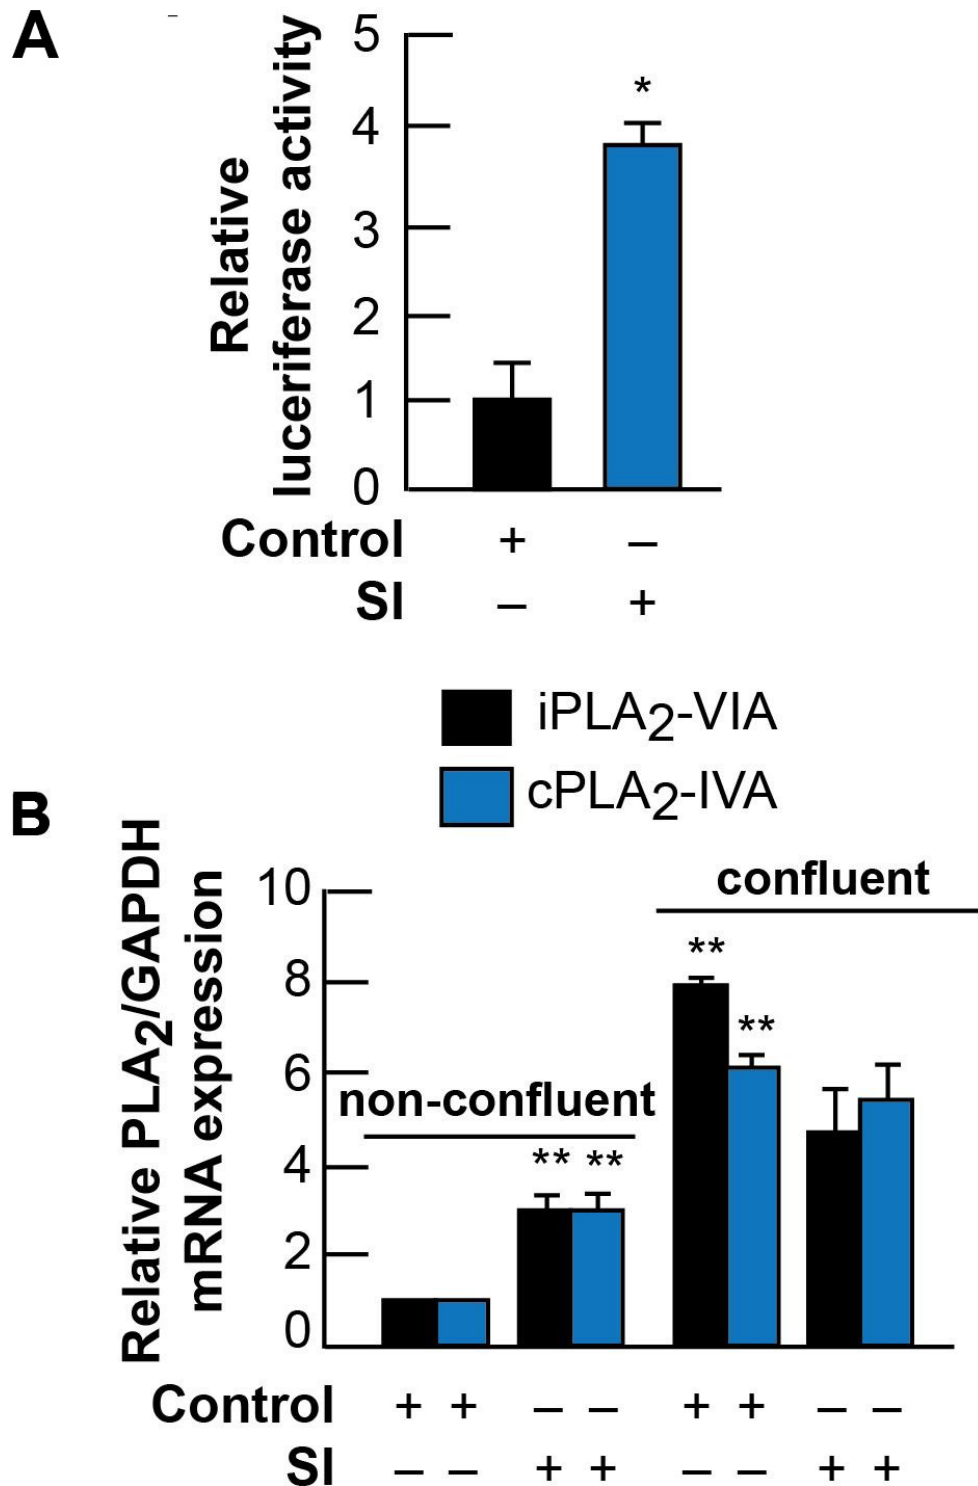 A
Relative
luceriferase activity
5
4
3
2
1
0
*
Control + –
SI – +
iPLA2-VIA
cPLA2-IVA
B
Relative PLA2/GAPDH
mRNA expression
10
8
6
4
2
0
non-confluent
confluent
** **
**
**
Control + + – – + + – –
SI – – + + – – + +